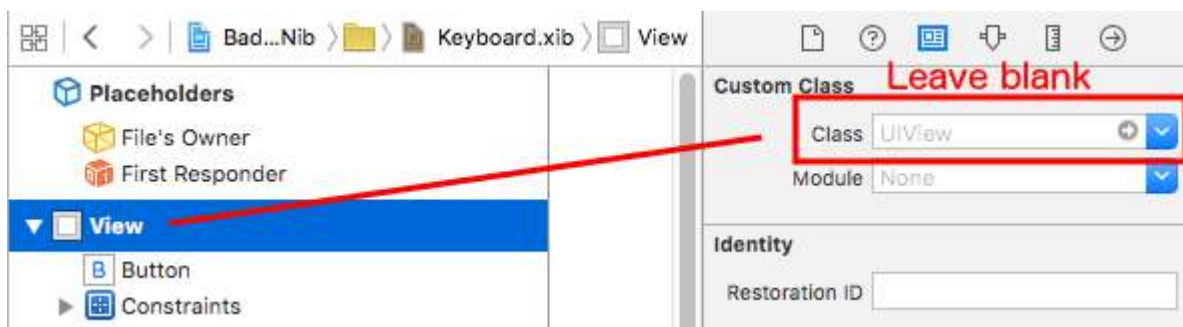 Bad...Nib
Keyboard.xib
View
Placeholders
File's Owner
First Responder
View
B Button
Constraints
Custom Class
Leave blank
Class UIView
Module None
Identity
Restoration ID